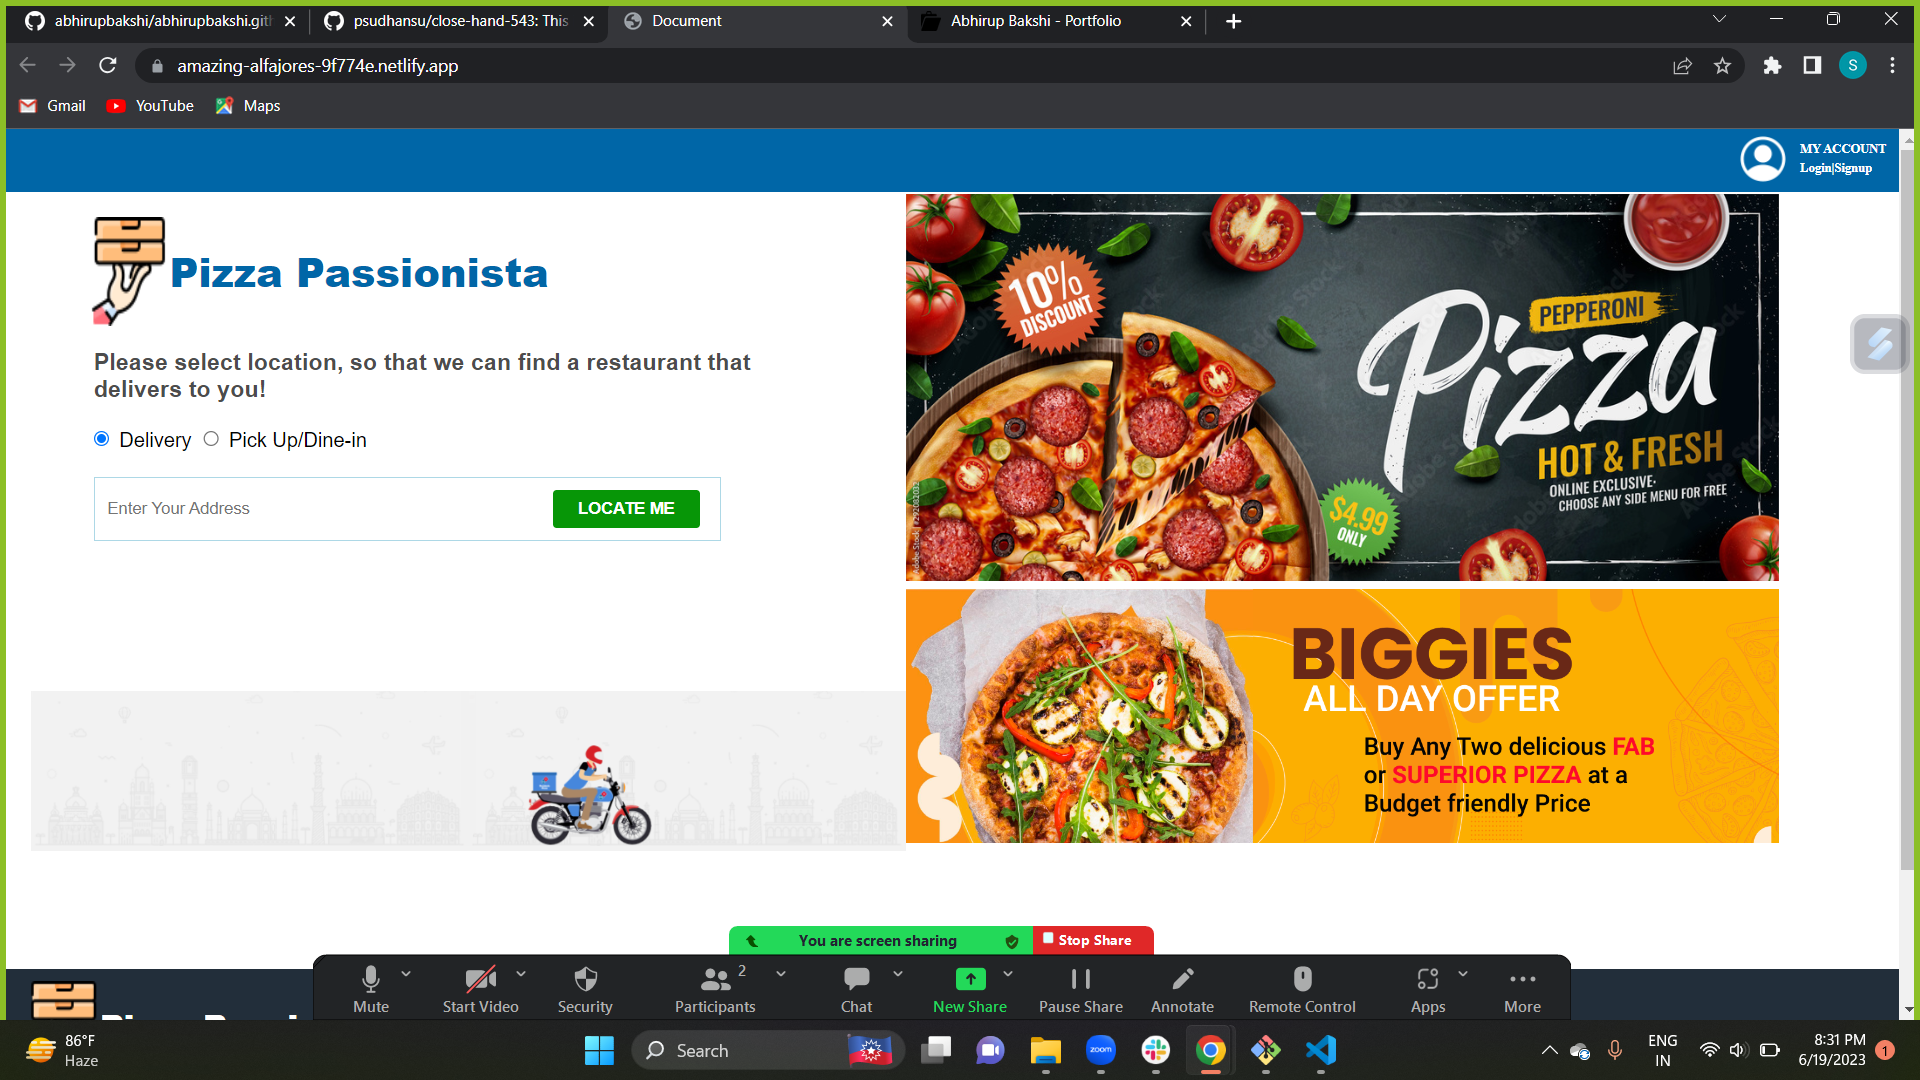 abhirupbakshi/abhirupbakshi.gith
psudhansu/close-hand-543: This
Document
Abhirup Bakshi - Portfolio
amazing-alfajores-9f774e.netlify.app
S
Gmail
YouTube
Maps
MY ACCOUNT
Login|Signup
Pizza Passionista
Please select location, so that we can find a restaurant that
delivers to you!
Delivery
Pick Up/Dine-in
Enter Your Address
LOCATE ME
10%
DISCOUNT
PEPPERONI
Pizza
HOT & FRESH
ONLINE EXCLUSIVE.
CHOOSE ANY SIDE MENU FOR FREE
$4.99
ONLY
BIGGIES
ALL DAY OFFER
Buy Any Two delicious FAB
or SUPERIOR PIZZA at a
Budget friendly Price
You are screen sharing
Stop Share
Mute
Start Video
Security
2
Participants
Chat
New Share
Pause Share
Annotate
Remote Control
Apps
More
86°F
Haze
Search
zoom
ENG
IN
8:31 PM
6/19/2023
1